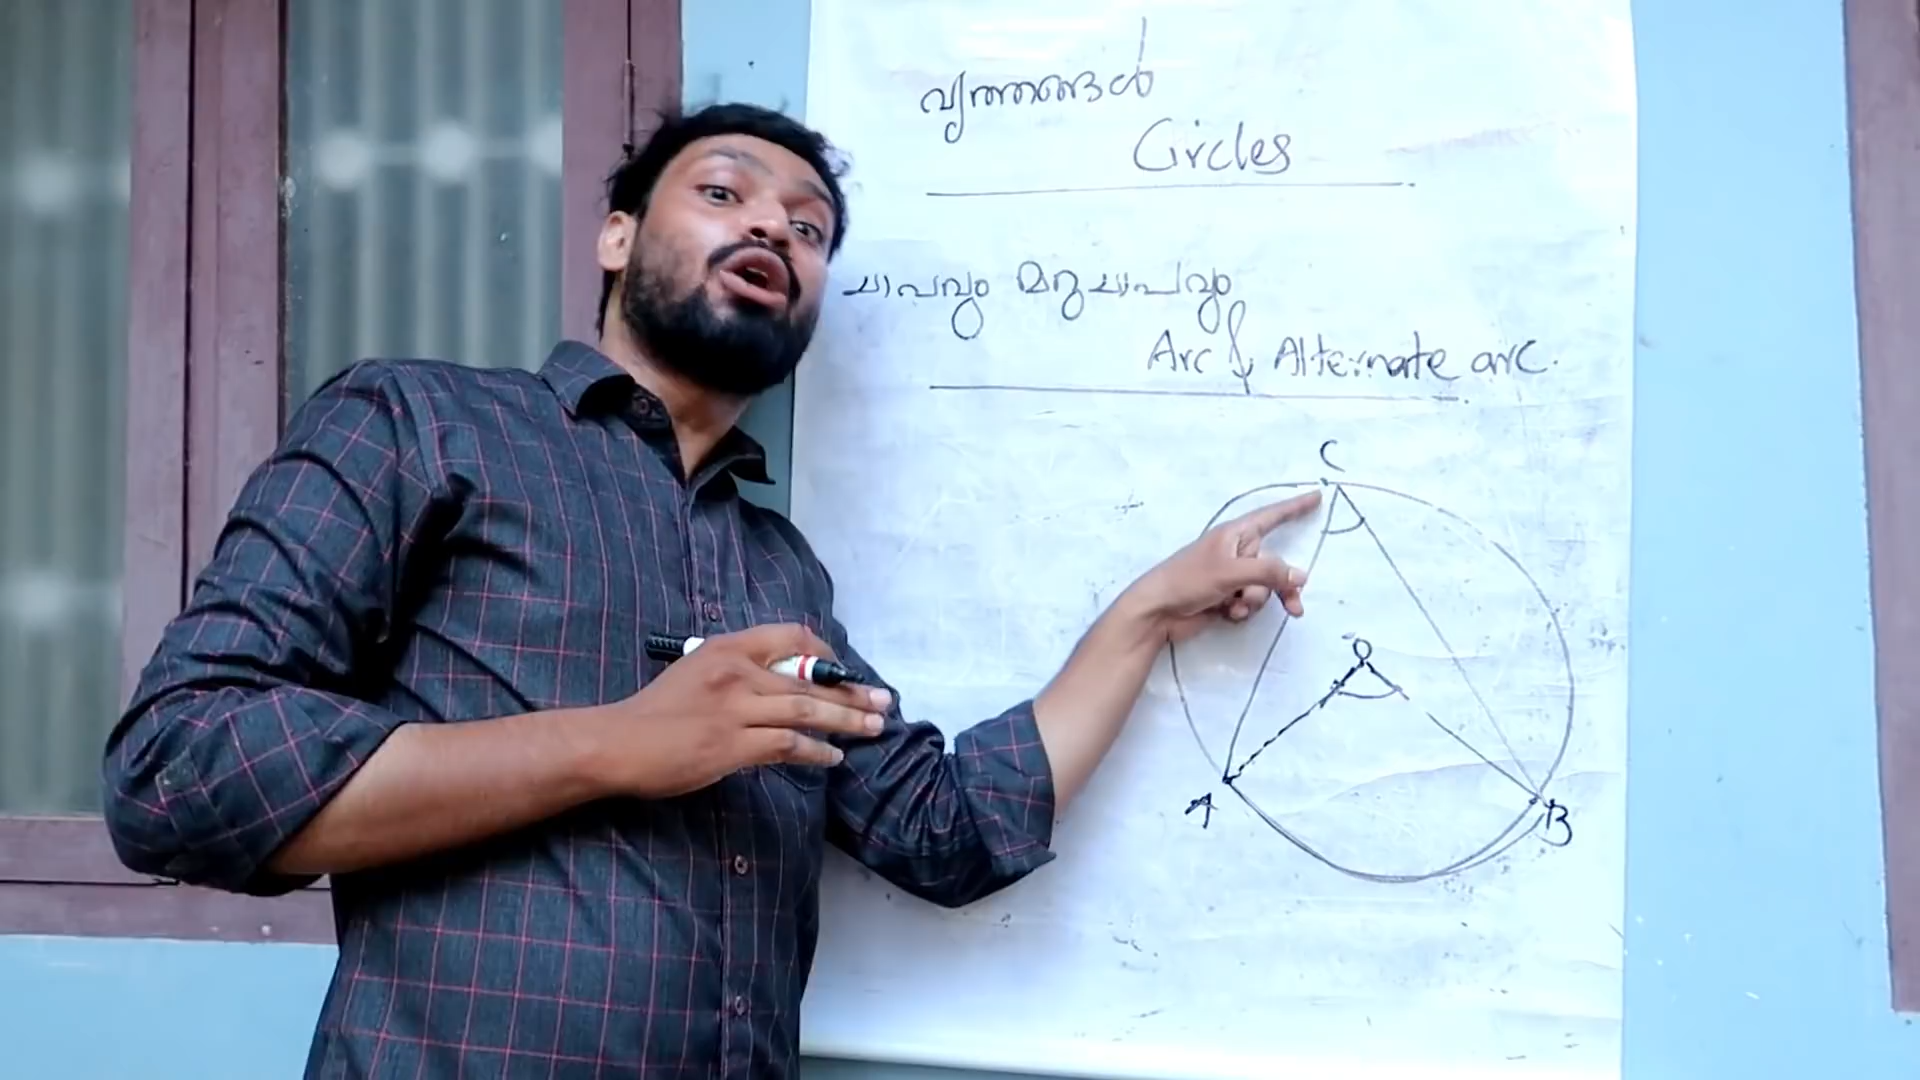 വൃത്തങ്ങൾ
Circles
ചാപവും മറുചാപവും
Arc & Alternate arc.
C
O
A
B